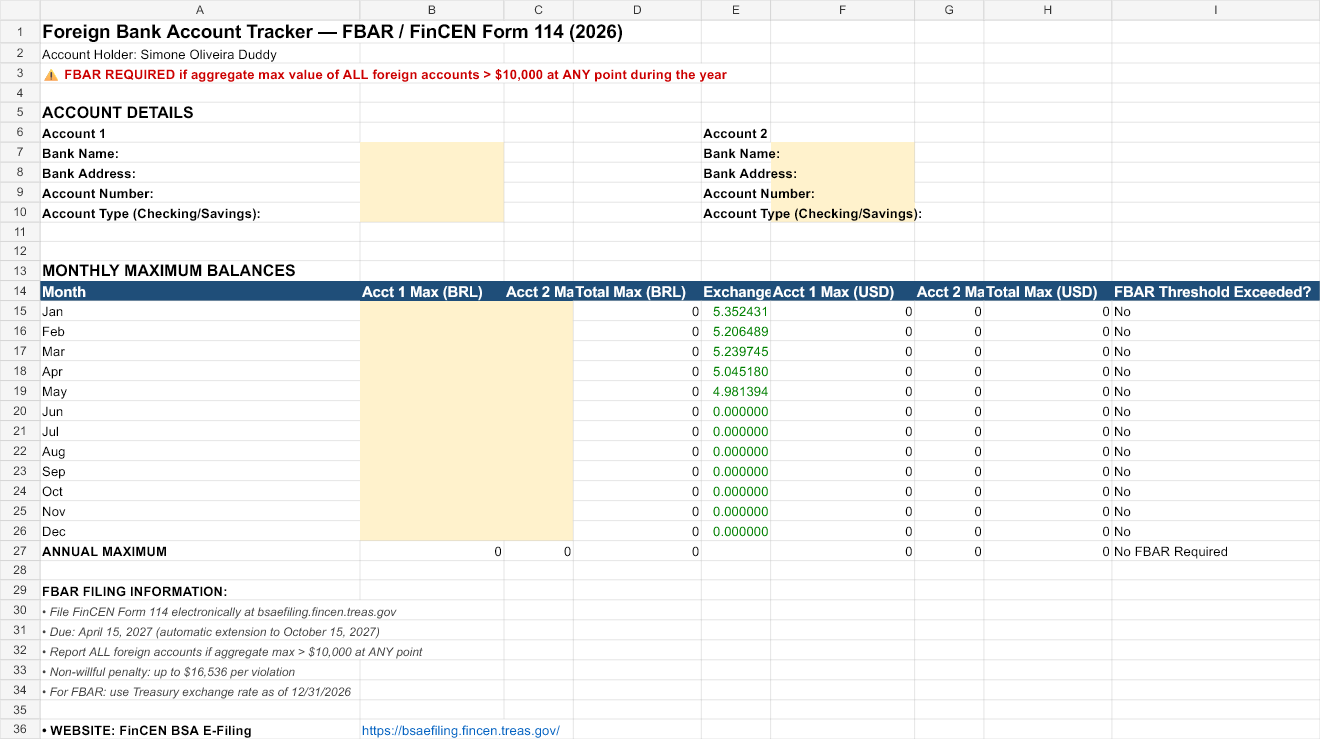 A B C D E F G H I
1 Foreign Bank Account Tracker — FBAR / FinCEN Form 114 (2026)
2 Account Holder: Simone Oliveira Duddy
3 ⚠ FBAR REQUIRED if aggregate max value of ALL foreign accounts > $10,000 at ANY point during the year
4
5 ACCOUNT DETAILS
6 Account 1 Account 2
7 Bank Name: Bank Name:
8 Bank Address: Bank Address:
9 Account Number: Account Number:
10 Account Type (Checking/Savings): Account Type (Checking/Savings):
11
12
13 MONTHLY MAXIMUM BALANCES
14 Month Acct 1 Max (BRL) Acct 2 Ma Total Max (BRL) Exchange Acct 1 Max (USD) Acct 2 Ma Total Max (USD) FBAR Threshold Exceeded?
15 Jan 0 5.352431 0 0 0 No
16 Feb 0 5.206489 0 0 0 No
17 Mar 0 5.239745 0 0 0 No
18 Apr 0 5.045180 0 0 0 No
19 May 0 4.981394 0 0 0 No
20 Jun 0 0.000000 0 0 0 No
21 Jul 0 0.000000 0 0 0 No
22 Aug 0 0.000000 0 0 0 No
23 Sep 0 0.000000 0 0 0 No
24 Oct 0 0.000000 0 0 0 No
25 Nov 0 0.000000 0 0 0 No
26 Dec 0 0.000000 0 0 0 No
27 ANNUAL MAXIMUM 0 0 0 0 0 0 No FBAR Required
28
29 FBAR FILING INFORMATION:
30 • File FinCEN Form 114 electronically at bsaefiling.fincen.treas.gov
31 • Due: April 15, 2027 (automatic extension to October 15, 2027)
32 • Report ALL foreign accounts if aggregate max > $10,000 at ANY point
33 • Non-willful penalty: up to $16,536 per violation
34 • For FBAR: use Treasury exchange rate as of 12/31/2026
35
36 • WEBSITE: FinCEN BSA E-Filing https://bsaefiling.fincen.treas.gov/